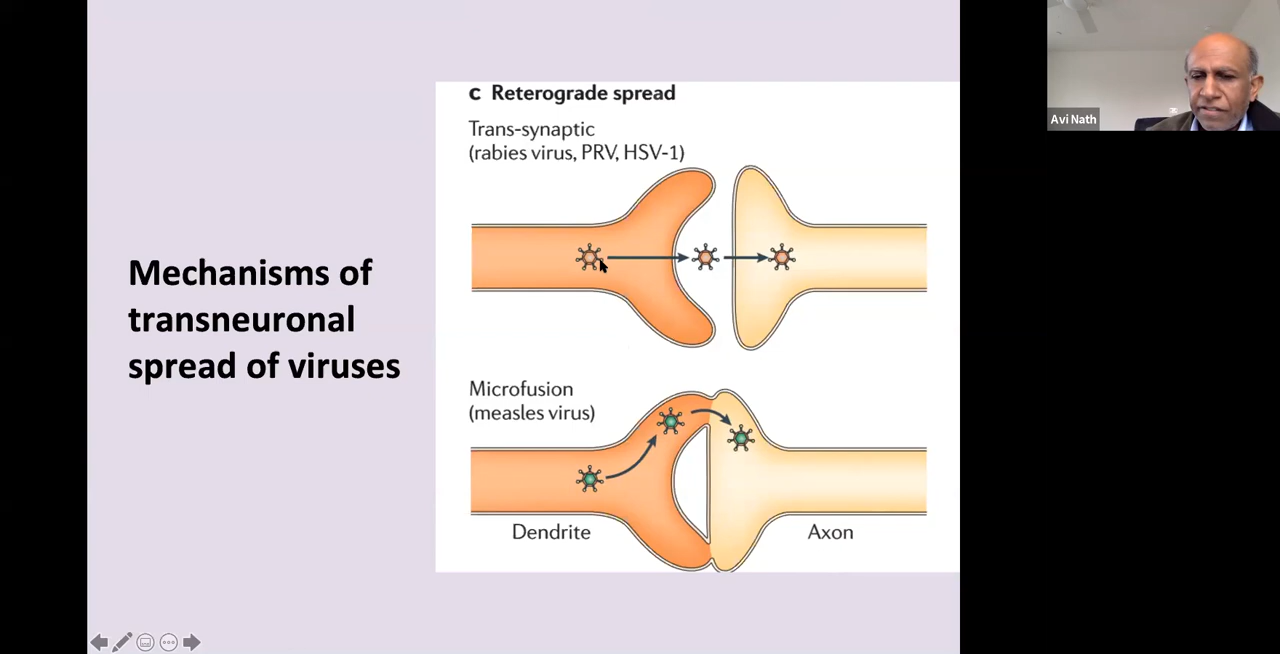 Mechanisms of
transneuronal
spread of viruses
c Reterograde spread
Trans-synaptic
(rabies virus, PRV, HSV-1)
Microfusion
(measles virus)
Dendrite
Axon
Avi Nath